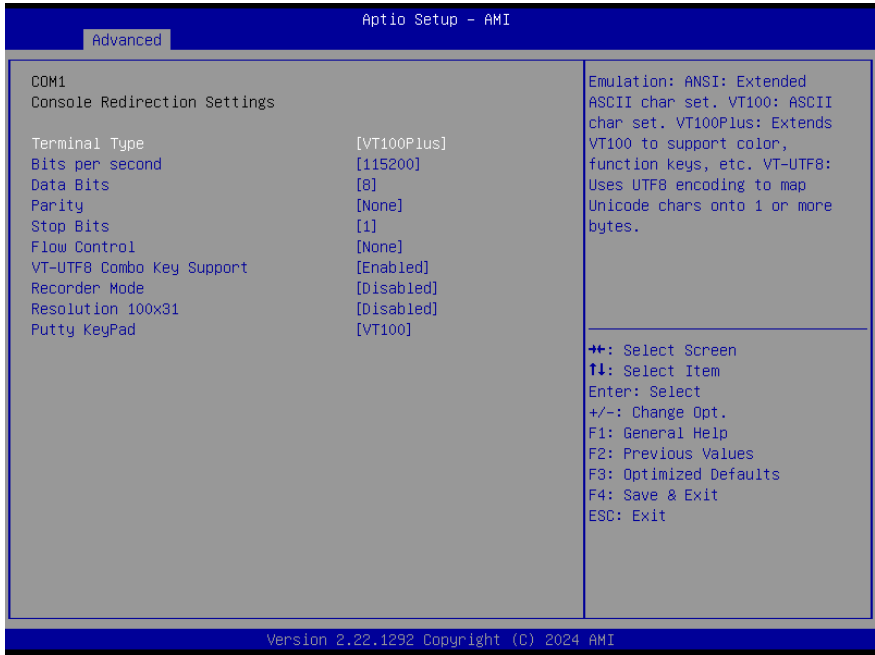 Aptio Setup – AMI
Advanced
COM1
Console Redirection Settings
Terminal Type [VT100Plus]
Bits per second [115200]
Data Bits [8]
Parity [None]
Stop Bits [1]
Flow Control [None]
VT-UTF8 Combo Key Support [Enabled]
Recorder Mode [Disabled]
Resolution 100x31 [Disabled]
Putty KeyPad [VT100]
Emulation: ANSI: Extended
ASCII char set. VT100: ASCII
char set. VT100Plus: Extends
VT100 to support color,
function keys, etc. VT-UTF8:
Uses UTF8 encoding to map
Unicode chars onto 1 or more
bytes.
→←: Select Screen
↑↓: Select Item
Enter: Select
+/-: Change Opt.
F1: General Help
F2: Previous Values
F3: Optimized Defaults
F4: Save & Exit
ESC: Exit
Version 2.22.1292 Copyright (C) 2024 AMI